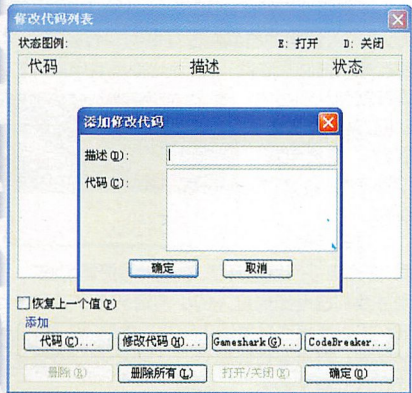 修改代码列表
状态图例: E: 打开 D: 关闭
代码 描述 状态
添加修改代码
描述(D):
代码(C):
确定 取消
恢复上一个值(P)
添加
代码(C)... 修改代码(H)... Gameshark(G)... CodeBreaker...
删除(R) 删除所有(L) 打开/关闭(E) 确定(O)